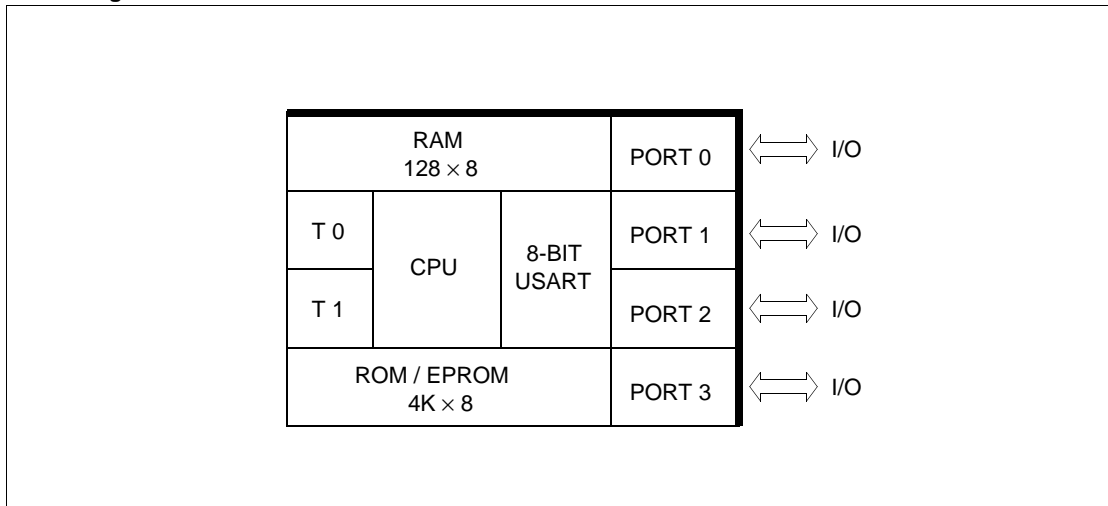 RAM
128 × 8
PORT 0
I/O
T 0
CPU
8-BIT
USART
PORT 1
I/O
T 1
PORT 2
I/O
ROM / EPROM
4K × 8
PORT 3
I/O